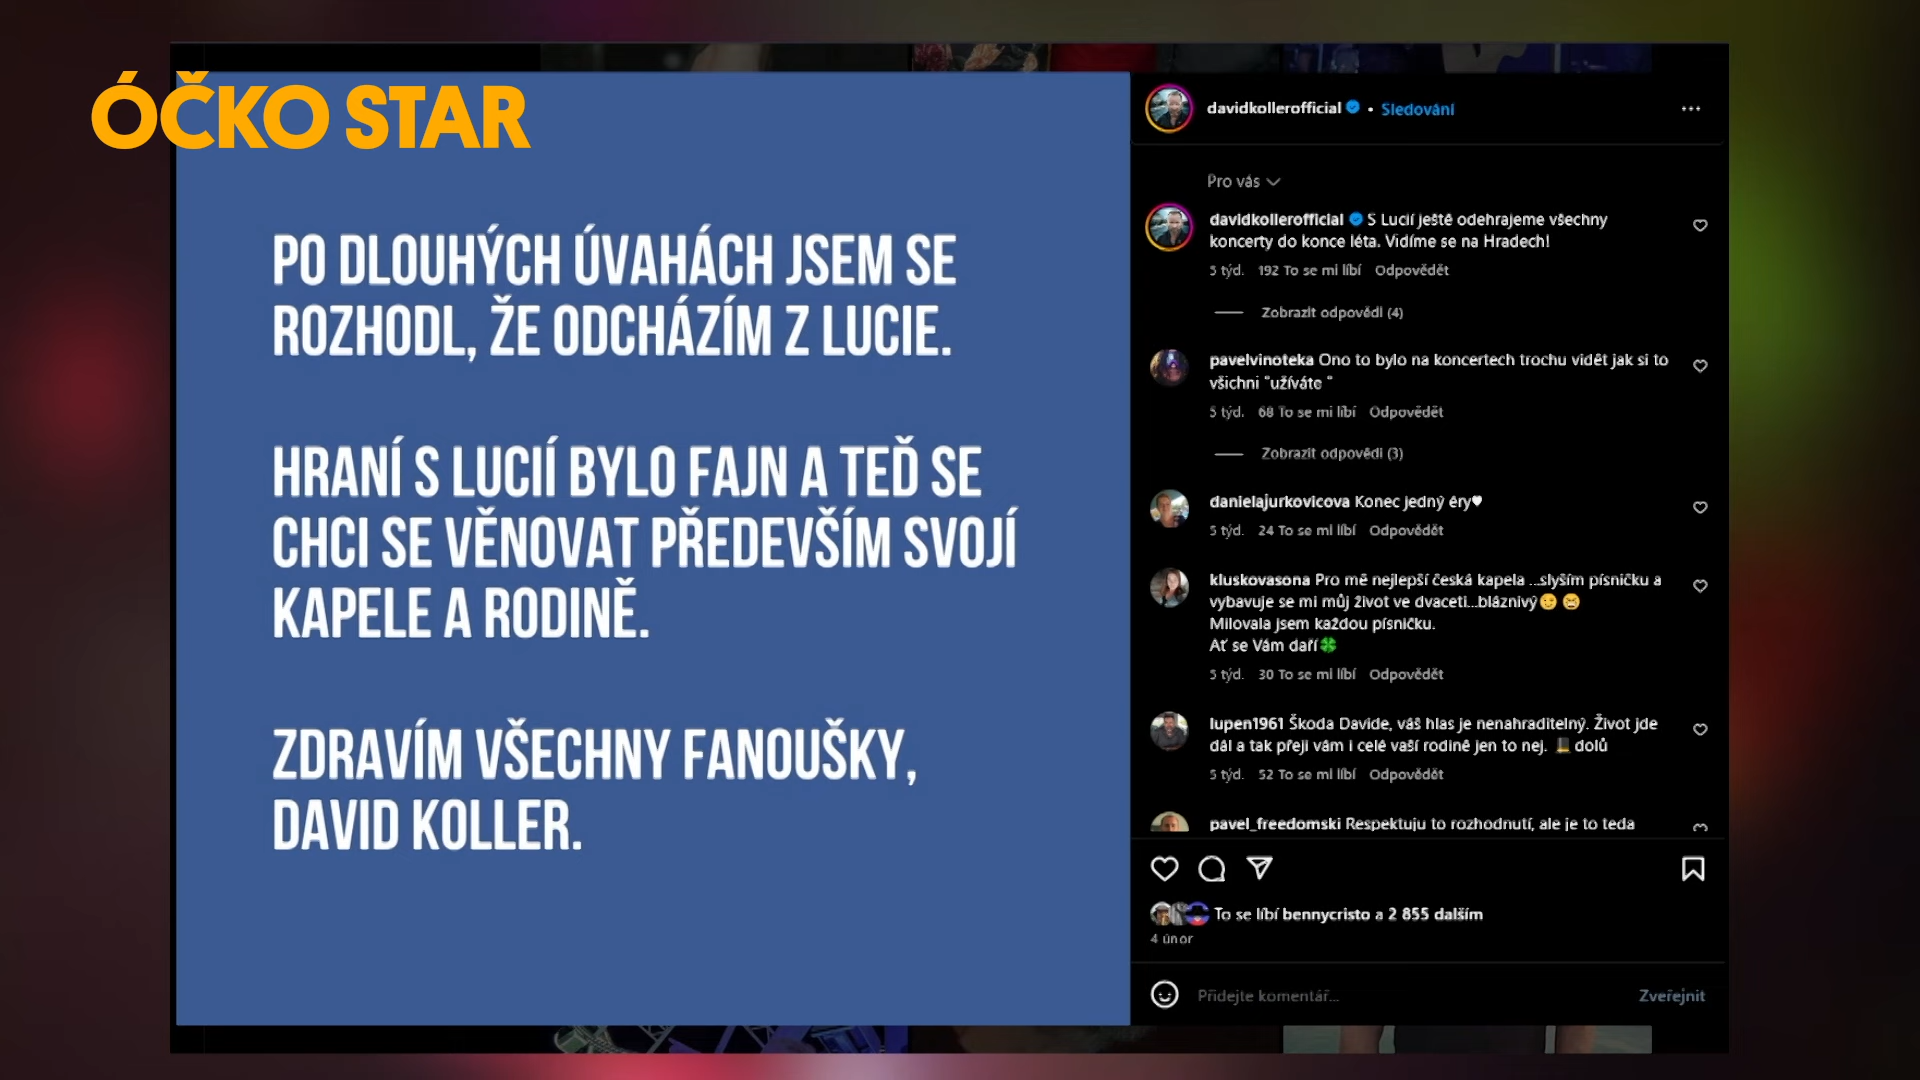 ÓČKO STAR
PO DLOUHÝCH ÚVAHÁCH JSEM SE
ROZHODL, ŽE ODCHÁZÍM Z LUCIE.
HRANÍ S LUCIÍ BYLO FAJN A TEĎ SE
CHCI SE VĚNOVAT PŘEDEVŠÍM SVOJÍ
KAPELE A RODINĚ.
ZDRAVÍM VŠECHNY FANOUŠKY,
DAVID KOLLER.
davidkollerofficial • Sledování
Pro vás
davidkollerofficial S Lucií ještě odehrajeme všechny
koncerty do konce léta. Vidíme se na Hradech!
5 týd. 192 To se mi líbí Odpovědět
Zobrazit odpovědi (4)
pavelvinoteka Ono to bylo na koncertech trochu vidět jak si to
všichni "užíváte "
5 týd. 68 To se mi líbí Odpovědět
Zobrazit odpovědi (3)
danielajurkovicova Konec jedný éry♥
5 týd. 24 To se mi líbí Odpovědět
kluskovasona Pro mě nejlepší česká kapela ...slyším písničku a
vybavuje se mi můj život ve dvaceti...bláznivý😏😆
Milovala jsem každou písničku.
Ať se Vám daří🍀
5 týd. 30 To se mi líbí Odpovědět
lupen1961 Škoda Davide, váš hlas je nenahraditelný. Život jde
dál a tak přeji vám i celé vaší rodině jen to nej. 🎩 dolů
5 týd. 52 To se mi líbí Odpovědět
pavel_freedomski Respektuju to rozhodnutí, ale je to teda
To se líbí bennycristo a 2 855 dalším
4 únor
Přidejte komentář...
Zveřejnit